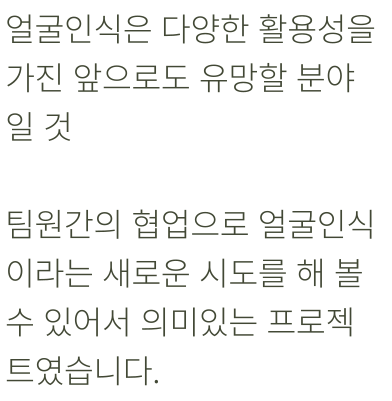 얼굴인식은 다양한 활용성을
가진 앞으로도 유망할 분야
일 것
팀원간의 협업으로 얼굴인식
이라는 새로운 시도를 해 볼
수 있어서 의미있는 프로젝
트였습니다.